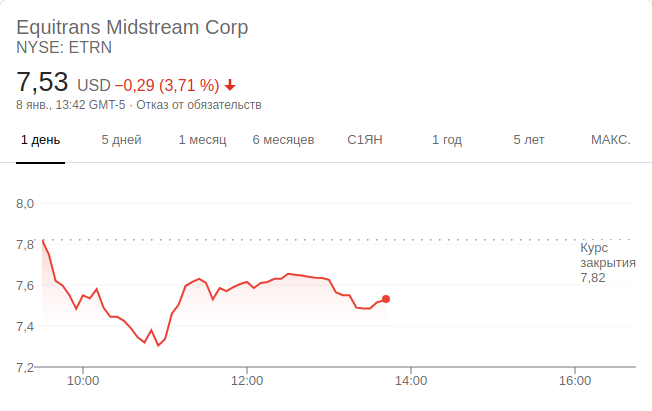 Equitrans Midstream Corp
NYSE: ETRN
7,53 USD −0,29 (3,71 %)
8 янв., 13:42 GMT-5 · Отказ от обязательств
1 день 5 дней 1 месяц 6 месяцев С1ЯН 1 год 5 лет МАКС.
8,0
7,8
Курс
закрытия
7,82
7,6
7,4
7,2
10:00 12:00 14:00 16:00